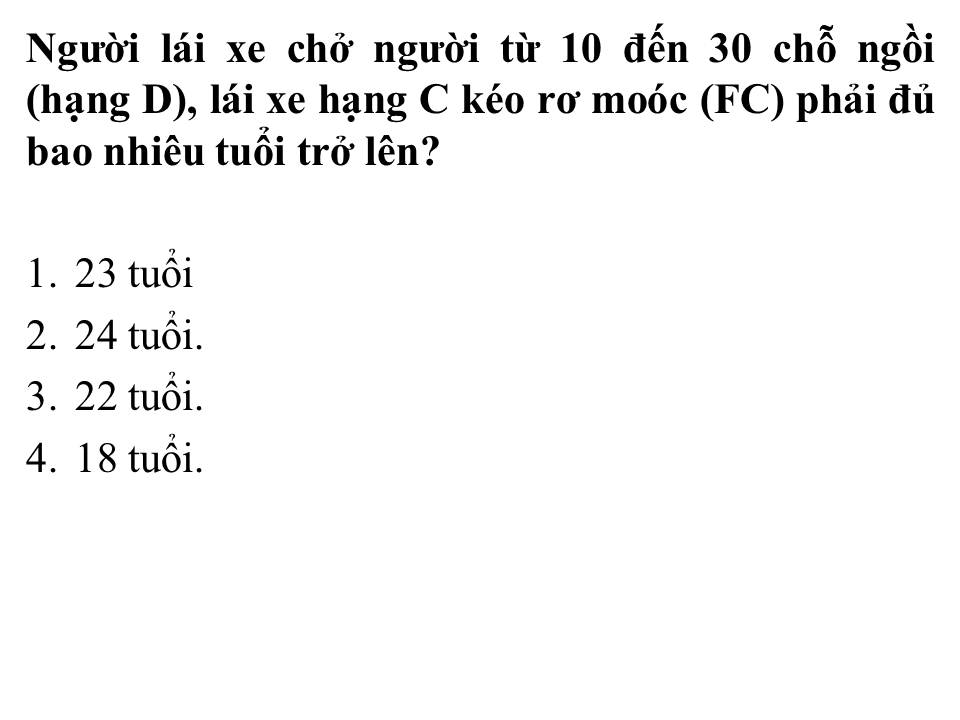 Người lái xe chở người từ 10 đến 30 chỗ ngồi
(hạng D), lái xe hạng C kéo rơ moóc (FC) phải đủ
bao nhiêu tuổi trở lên?
1. 23 tuổi
2. 24 tuổi.
3. 22 tuổi.
4. 18 tuổi.